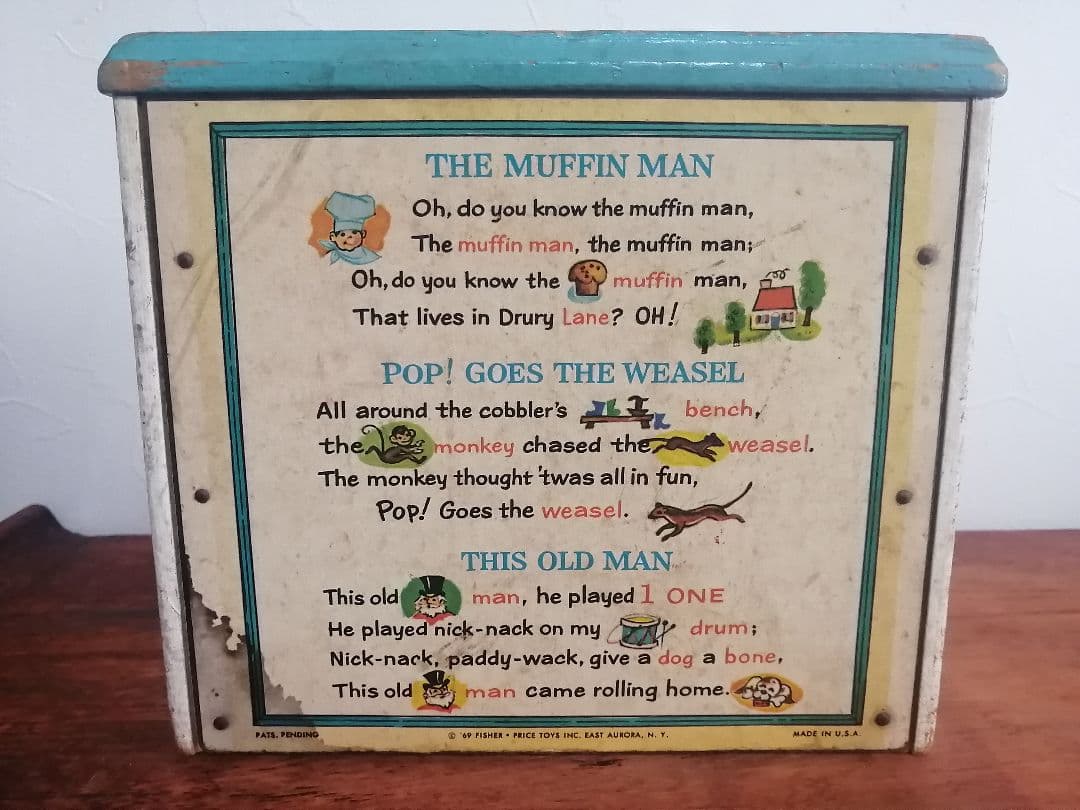 THE MUFFIN MAN
Oh, do you know the muffin man,
The muffin man, the muffin man;
Oh, do you know the muffin man,
That lives in Drury Lane? OH!
POP! GOES THE WEASEL
All around the cobbler's bench,
the monkey chased the weasel.
The monkey thought 'twas all in fun,
Pop! Goes the weasel.
THIS OLD MAN
This old man, he played 1 ONE
He played nick-nack on my drum;
Nick-nack, paddy-wack, give a dog a bone,
This old man came rolling home.
PATS. PENDING © '69 FISHER • PRICE TOYS INC. EAST AURORA, N. Y. MADE IN U.S.A.